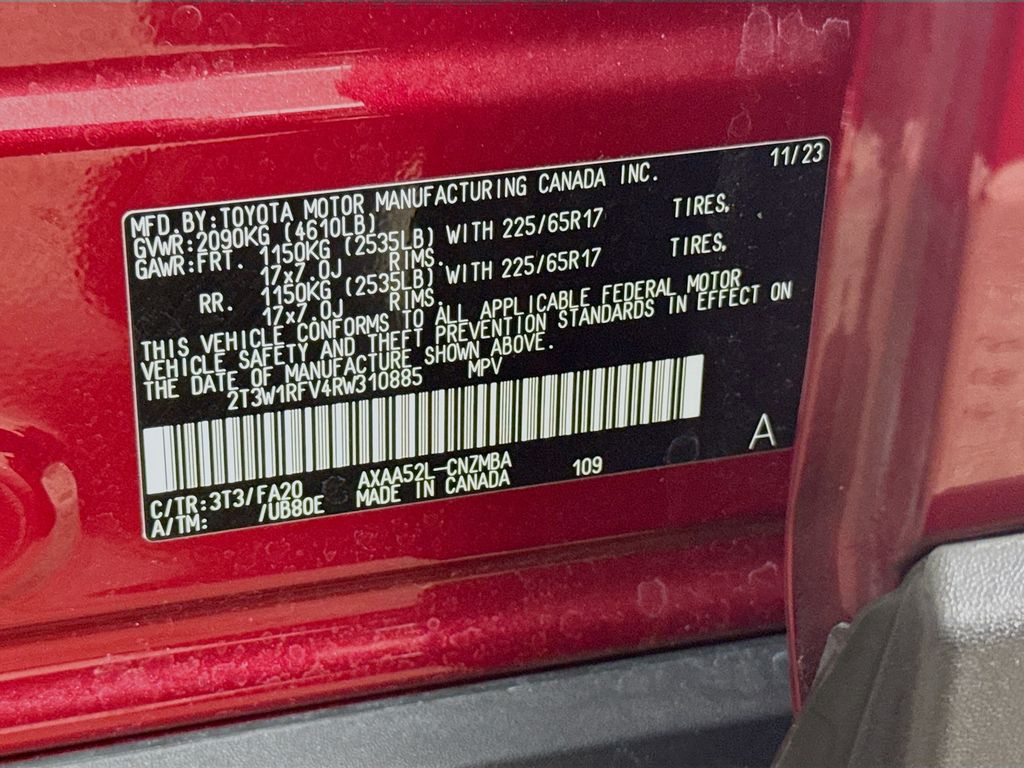 11/23
MFD.BY:TOYOTA MOTOR MANUFACTURING CANADA INC.
GVWR:2090KG (4610LB)
GAWR:FRT. 1150KG (2535LB) WITH 225/65R17 TIRES,
17x7.0J RIMS.
RR. 1150KG (2535LB) WITH 225/65R17 TIRES,
17x7.0J RIMS.
THIS VEHICLE CONFORMS TO ALL APPLICABLE FEDERAL MOTOR
VEHICLE SAFETY AND THEFT PREVENTION STANDARDS IN EFFECT ON
THE DATE OF MANUFACTURE SHOWN ABOVE.
2T3W1RFV4RW310885 MPV
A
C/TR:3T3/FA20 AXAA52L-CNZMBA 109
A/TM: /UB80E MADE IN CANADA